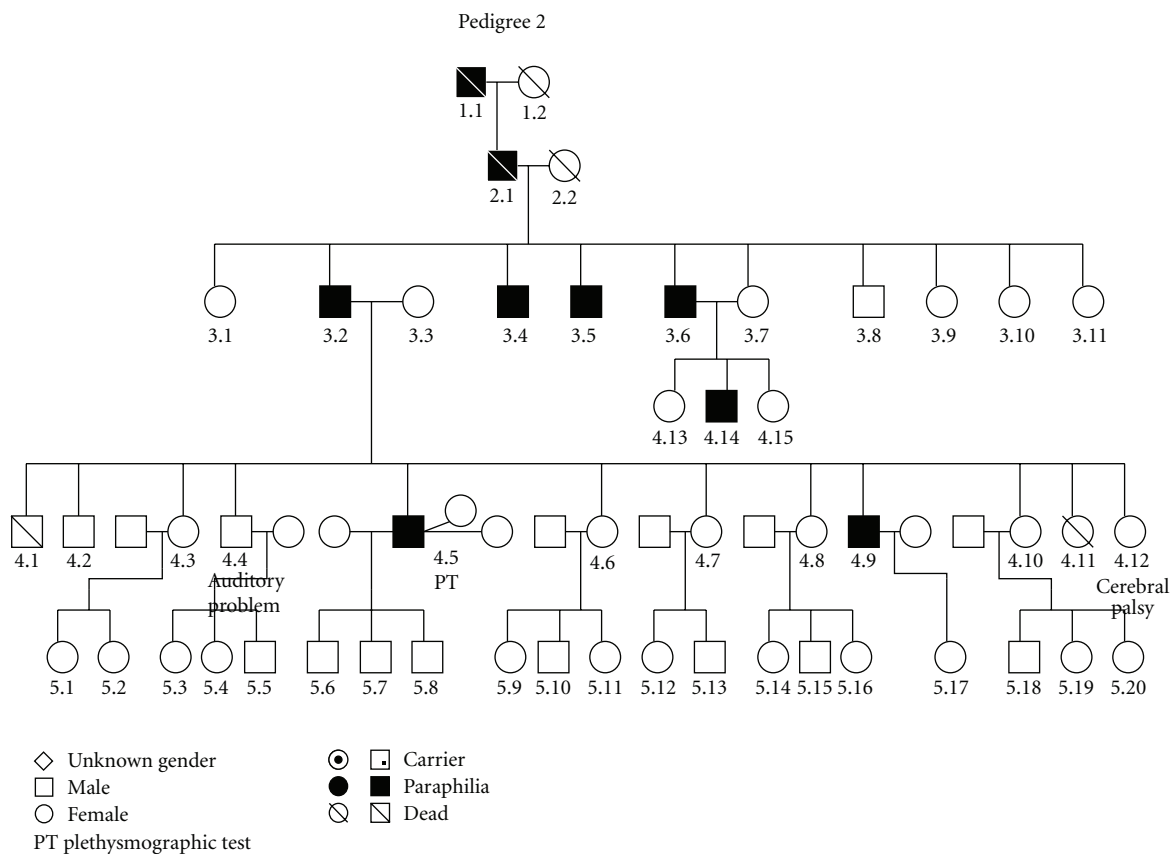 Pedigree 2
1.1 1.2
2.1 2.2
3.1 3.2 3.3 3.4 3.5 3.6 3.7 3.8 3.9 3.10 3.11
4.13 4.14 4.15
4.1 4.2 4.3 4.4 4.5 4.6 4.7 4.8 4.9 4.10 4.11 4.12
Auditory
problem
PT
Cerebral
palsy
5.1 5.2 5.3 5.4 5.5 5.6 5.7 5.8 5.9 5.10 5.11 5.12 5.13 5.14 5.15 5.16 5.17 5.18 5.19 5.20
Unknown gender
Male
Female
PT plethysmographic test
Carrier
Paraphilia
Dead